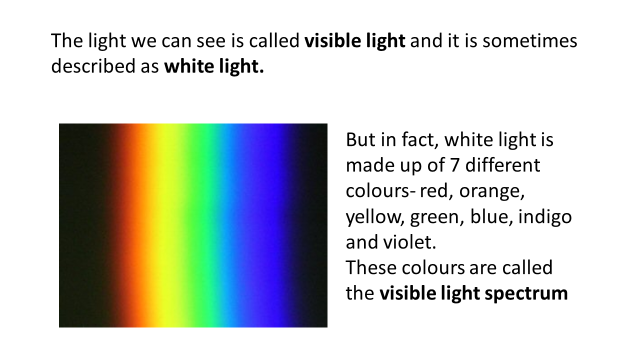 The light we can see is called visible light and it is sometimes
described as white light.
But in fact, white light is
made up of 7 different
colours- red, orange,
yellow, green, blue, indigo
and violet.
These colours are called
the visible light spectrum